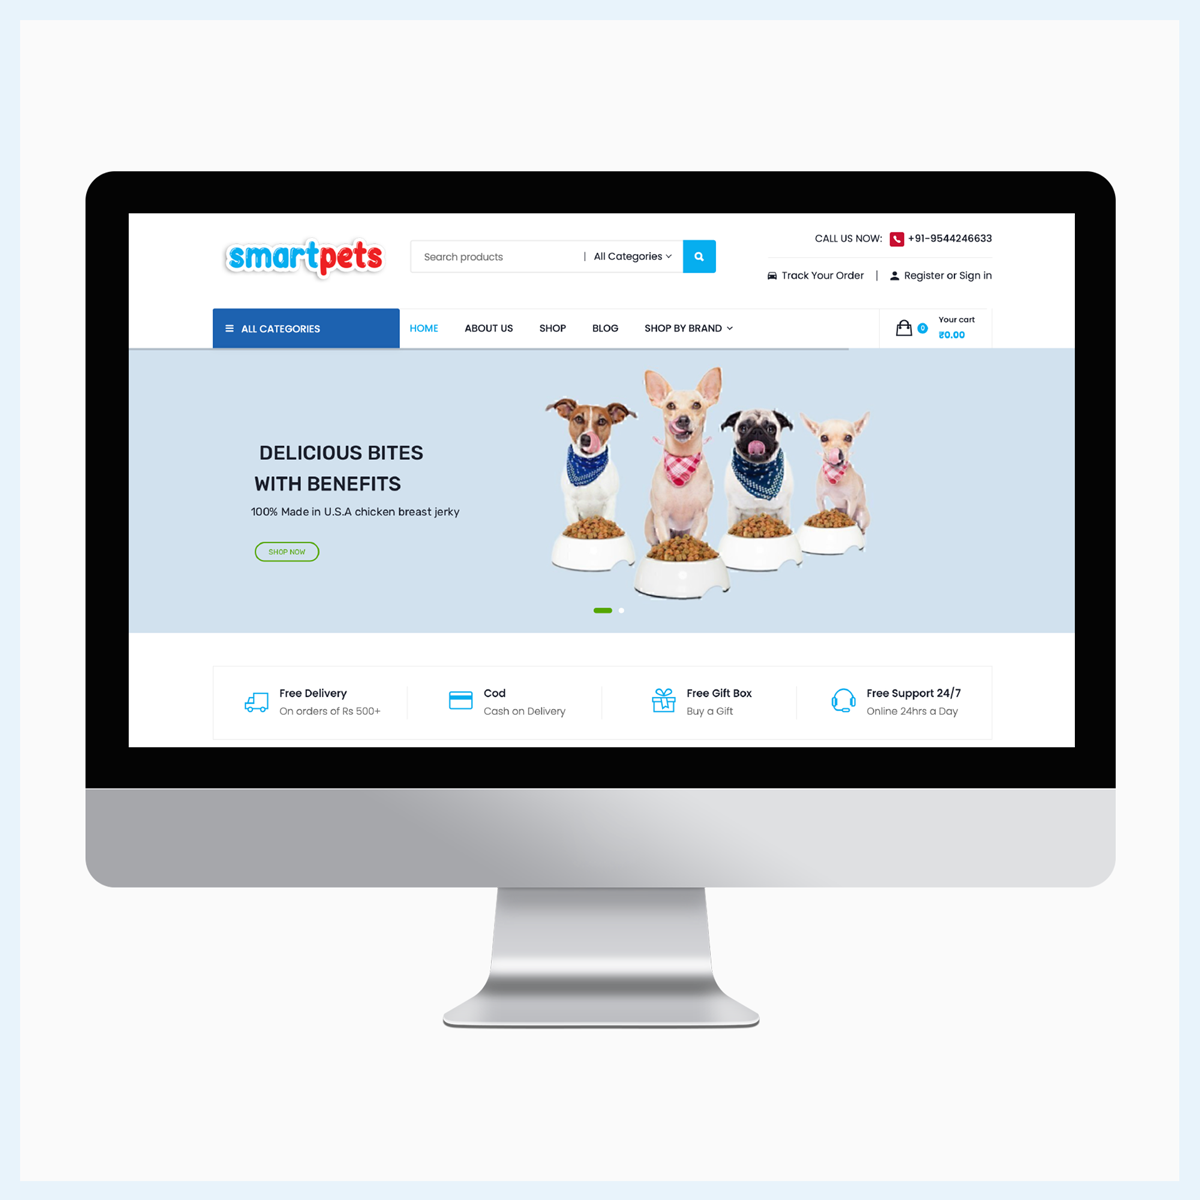 smartpets
Search products | All Categories
CALL US NOW: +91-9544246633
Track Your Order | Register or Sign in
ALL CATEGORIES
HOME ABOUT US SHOP BLOG SHOP BY BRAND
0
Your cart
₹0.00
DELICIOUS BITES
WITH BENEFITS
100% Made in U.S.A chicken breast jerky
SHOP NOW
Free Delivery
On orders of Rs 500+
Cod
Cash on Delivery
Free Gift Box
Buy a Gift
Free Support 24/7
Online 24hrs a Day